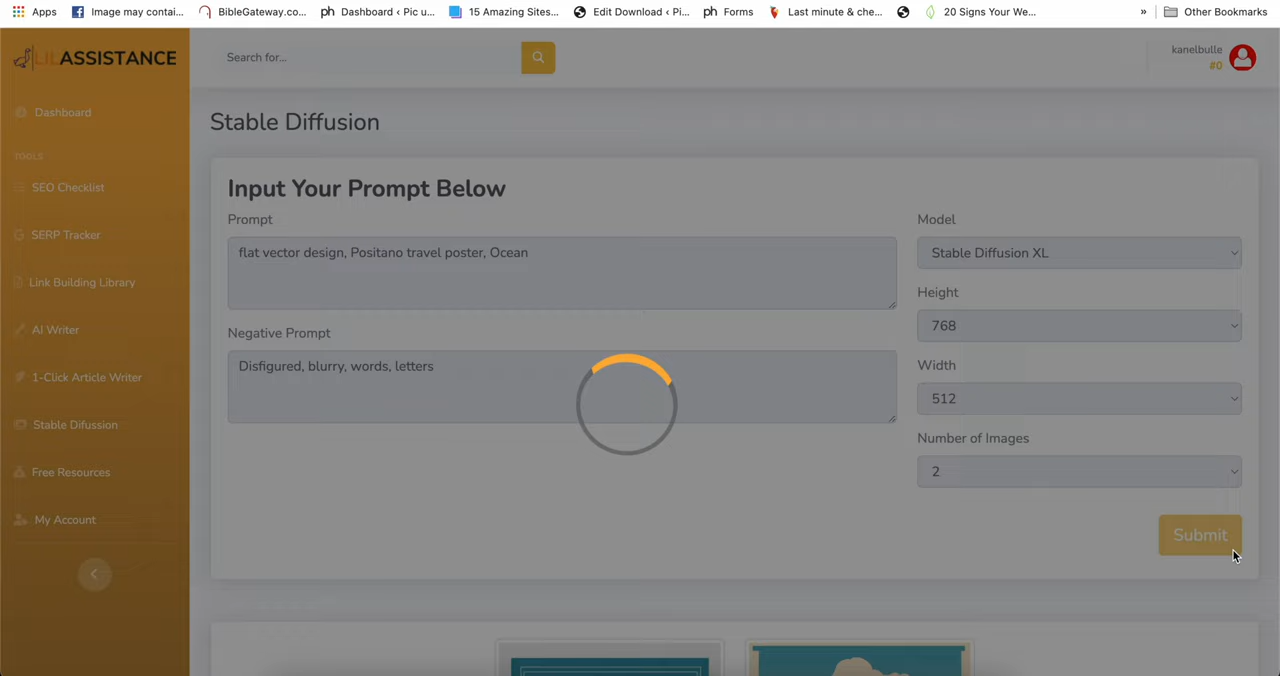 Apps Image may contai... BibleGateway.co... ph Dashboard ‹ Pic u... 15 Amazing Sites... Edit Download ‹ Pi... ph Forms Last minute & che... 20 Signs Your We... » Other Bookmarks
LILASSISTANCE
Search for...
kanelbulle
#0
Dashboard
TOOLS
SEO Checklist
SERP Tracker
Link Building Library
AI Writer
1-Click Article Writer
Stable Difussion
Free Resources
My Account
Stable Diffusion
Input Your Prompt Below
Prompt
flat vector design, Positano travel poster, Ocean
Negative Prompt
Disfigured, blurry, words, letters
Model
Stable Diffusion XL
Height
768
Width
512
Number of Images
2
Submit